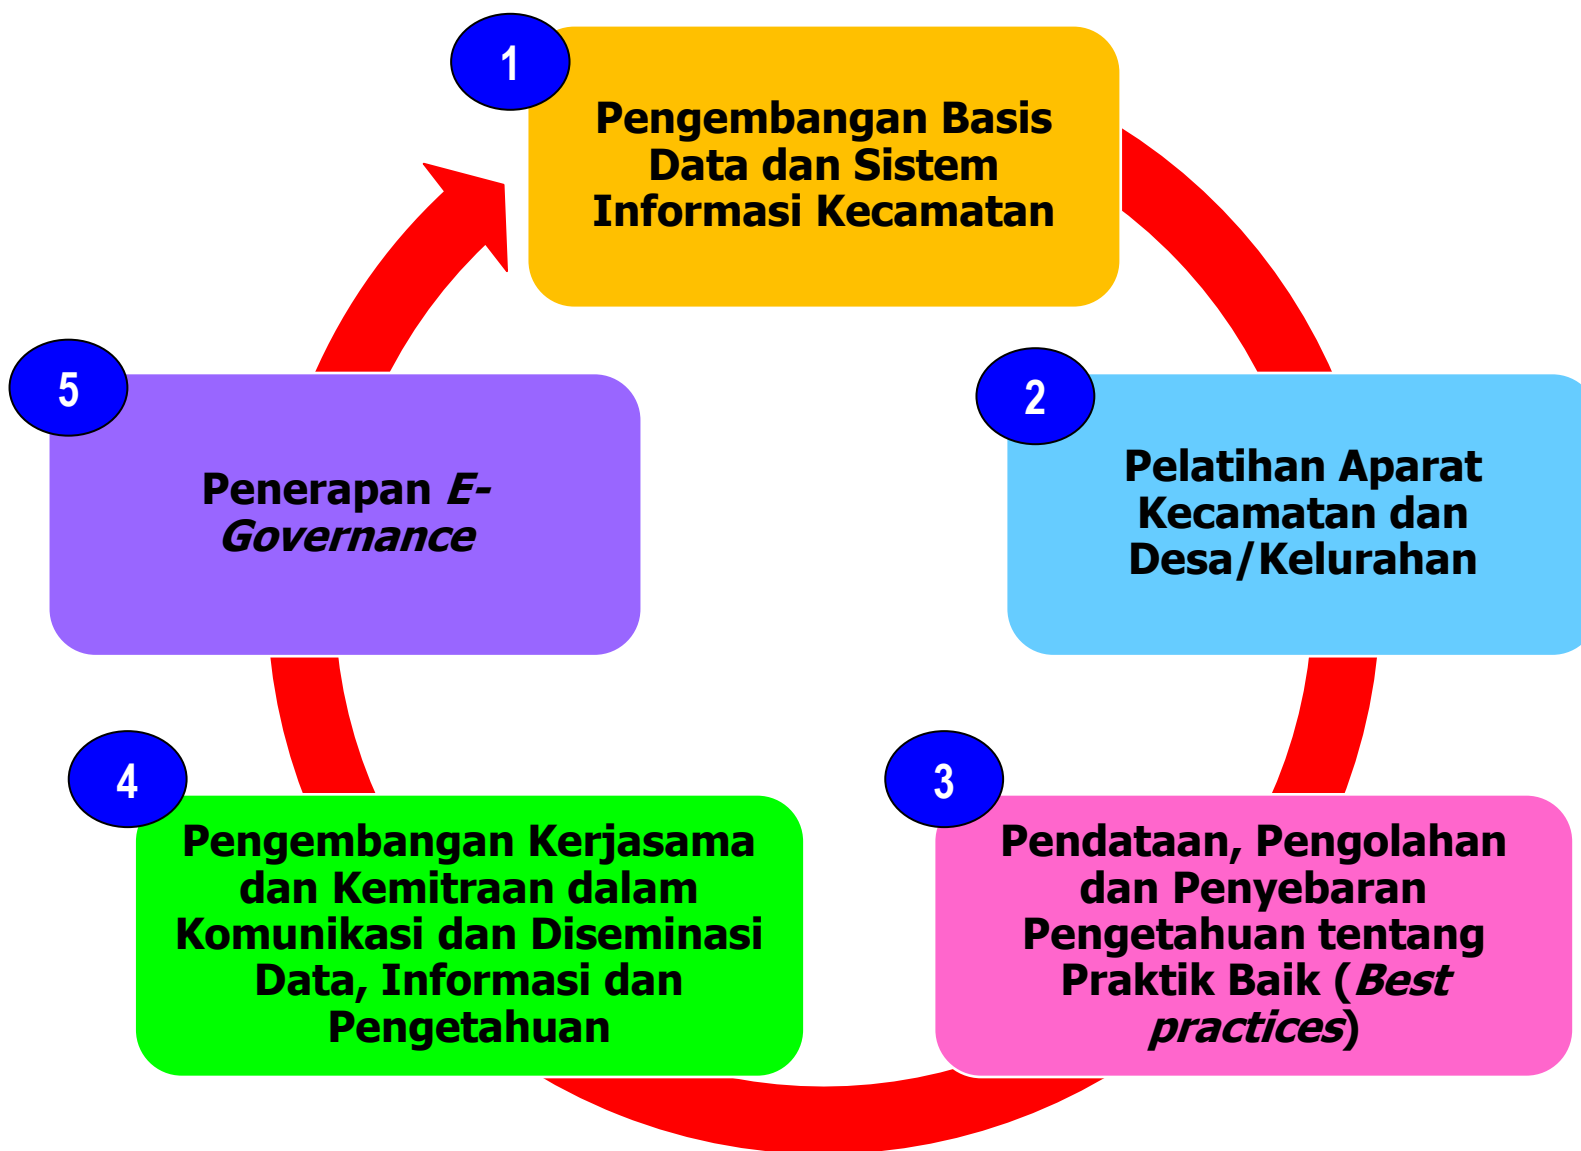 1
Pengembangan Basis
Data dan Sistem
Informasi Kecamatan
2
Pelatihan Aparat
Kecamatan dan
Desa/Kelurahan
3
Pendataan, Pengolahan
dan Penyebaran
Pengetahuan tentang
Praktik Baik (Best
practices)
4
Pengembangan Kerjasama
dan Kemitraan dalam
Komunikasi dan Diseminasi
Data, Informasi dan
Pengetahuan
5
Penerapan E-
Governance